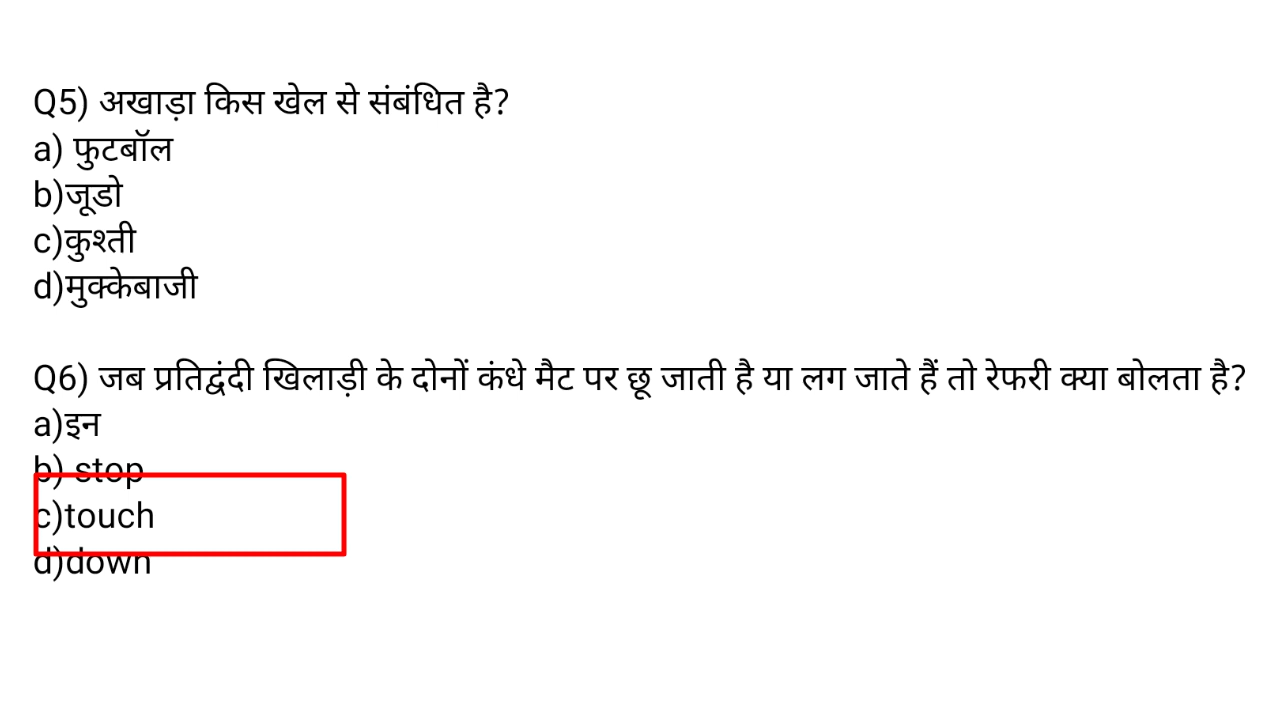 Q5) अखाड़ा किस खेल से संबंधित है?
a) फुटबॉल
b)जूडो
c)कुश्ती
d)मुक्केबाजी
Q6) जब प्रतिद्वंदी खिलाड़ी के दोनों कंधे मैट पर छू जाती है या लग जाते हैं तो रेफरी क्या बोलता है?
a)इन
b) stop
c)touch
d)down